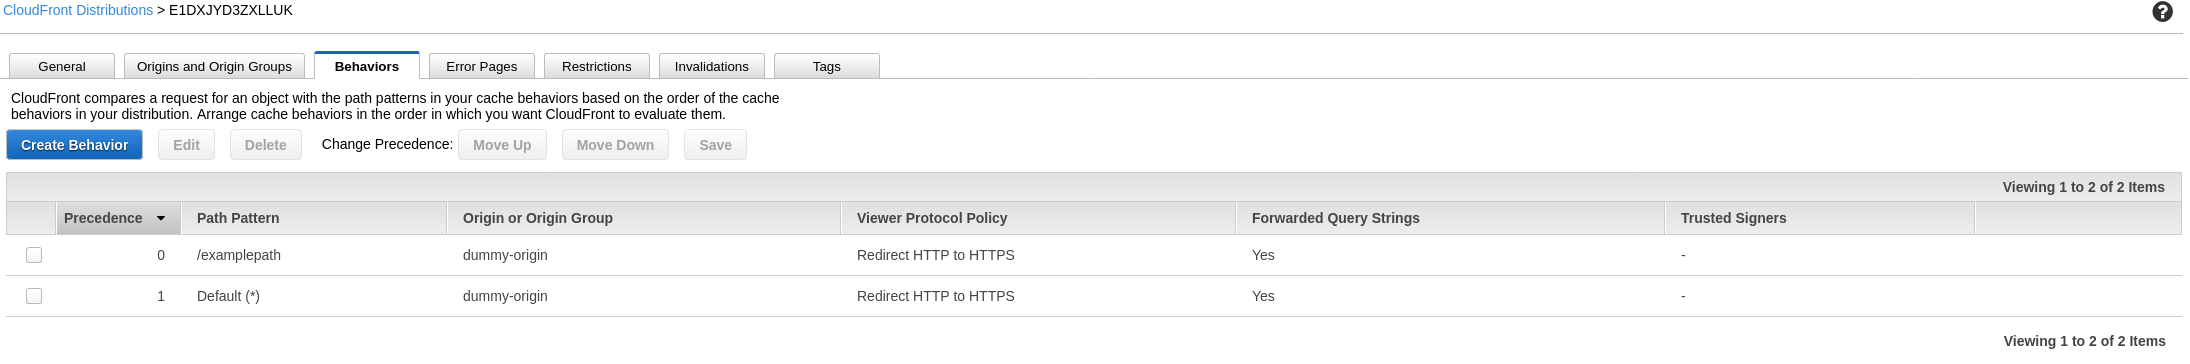 CloudFront Distributions > E1DXJYD3ZXLLUK
General Origins and Origin Groups Behaviors Error Pages Restrictions Invalidations Tags
CloudFront compares a request for an object with the path patterns in your cache behaviors based on the order of the cache
behaviors in your distribution. Arrange cache behaviors in the order in which you want CloudFront to evaluate them.
Create Behavior Edit Delete Change Precedence: Move Up Move Down Save
Viewing 1 to 2 of 2 Items
Precedence Path Pattern Origin or Origin Group Viewer Protocol Policy Forwarded Query Strings Trusted Signers
0 /examplepath dummy-origin Redirect HTTP to HTTPS Yes -
1 Default (*) dummy-origin Redirect HTTP to HTTPS Yes -
Viewing 1 to 2 of 2 Items